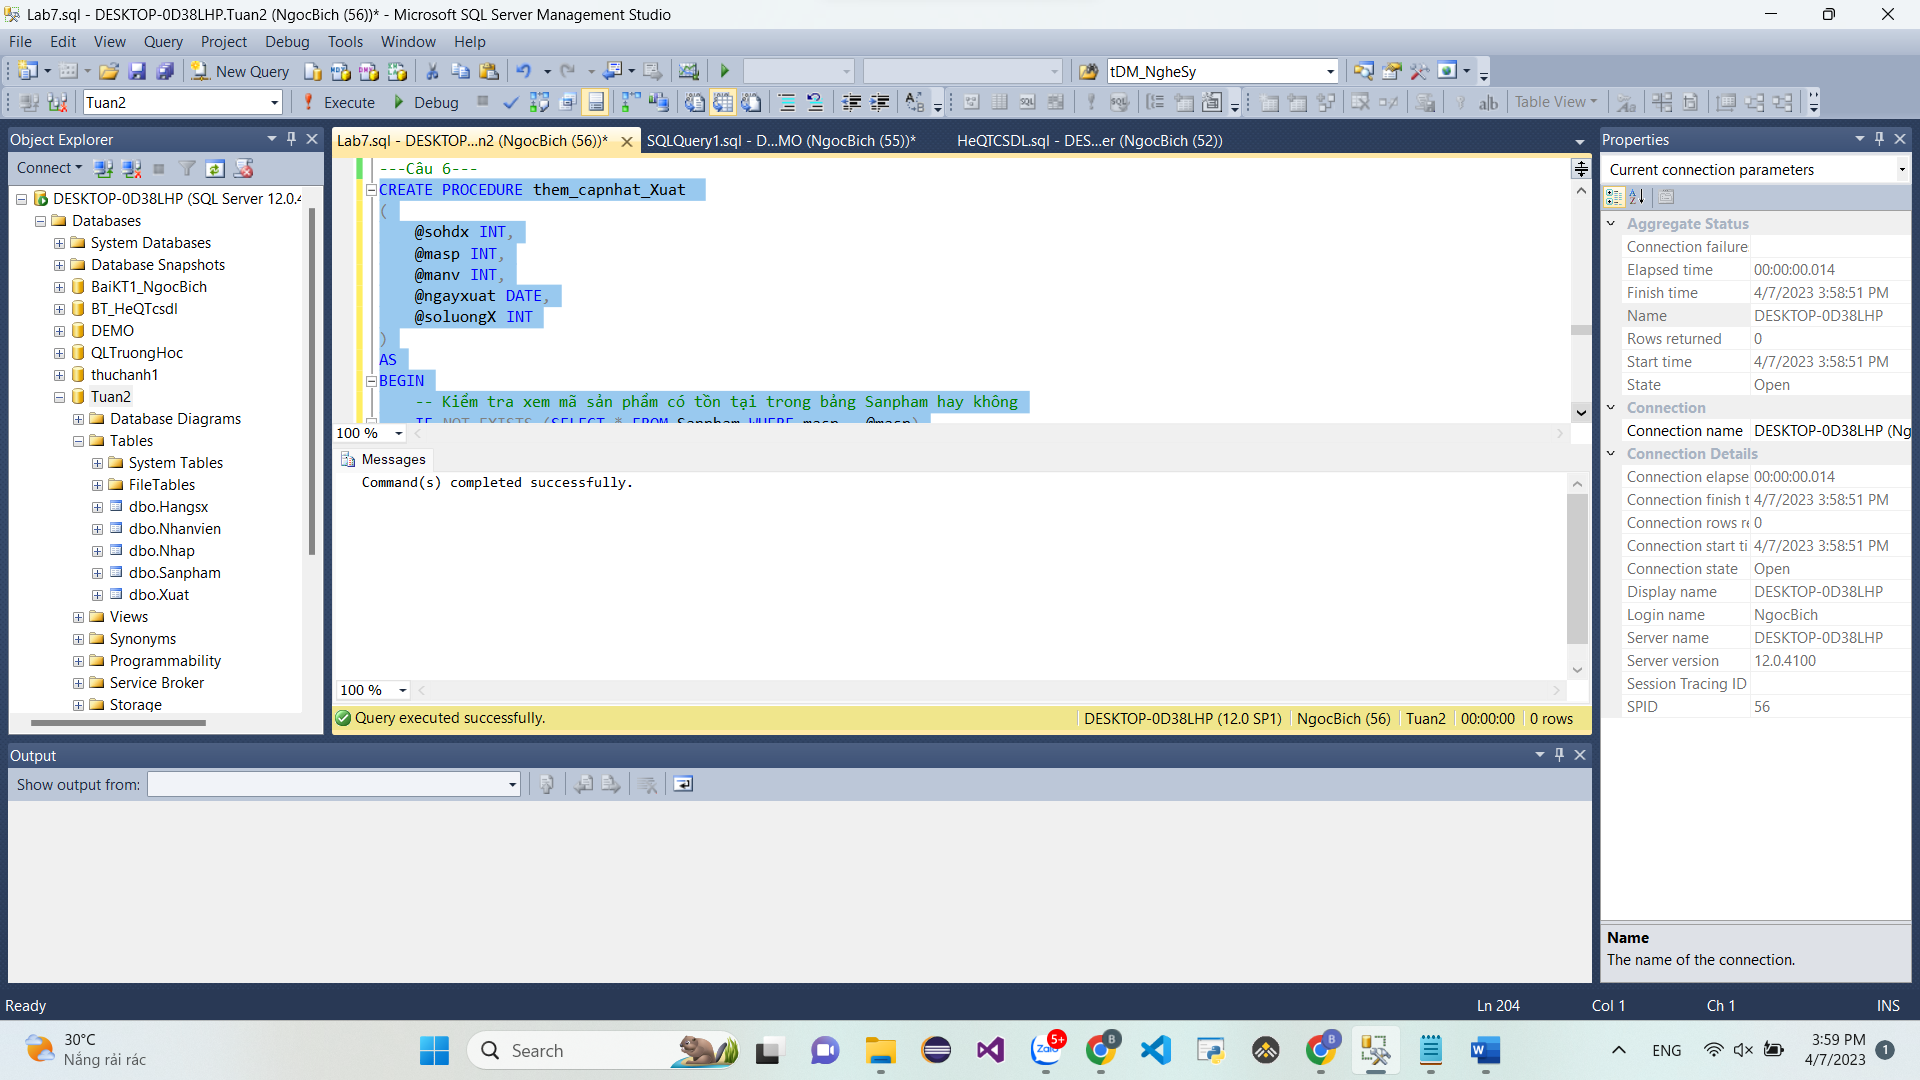 Lab7.sql - DESKTOP-0D38LHP.Tuan2 (NgocBich (56))* - Microsoft SQL Server Management Studio
File Edit View Query Project Debug Tools Window Help
New Query tDM_NgheSy
Tuan2 Execute Debug Table View
Object Explorer
Connect
DESKTOP-0D38LHP (SQL Server 12.0.4
Databases
System Databases
Database Snapshots
BaiKT1_NgocBich
BT_HeQTcsdl
DEMO
QLTruongHoc
thuchanh1
Tuan2
Database Diagrams
Tables
System Tables
FileTables
dbo.Hangsx
dbo.Nhanvien
dbo.Nhap
dbo.Sanpham
dbo.Xuat
Views
Synonyms
Programmability
Service Broker
Storage
Lab7.sql - DESKTOP...n2 (NgocBich (56))* SQLQuery1.sql - D...MO (NgocBich (55))* HeQTCSDL.sql - DES...er (NgocBich (52))
---Câu 6---
CREATE PROCEDURE them_capnhat_Xuat
(
@sohdx INT,
@masp INT,
@manv INT,
@ngayxuat DATE,
@soluongX INT
)
AS
BEGIN
-- Kiểm tra xem mã sản phẩm có tồn tại trong bảng Sanpham hay không
IF NOT EXISTS (SELECT * FROM Sanpham WHERE masp = @masp)
100 %
Messages
Command(s) completed successfully.
100 %
Query executed successfully. DESKTOP-0D38LHP (12.0 SP1) NgocBich (56) Tuan2 00:00:00 0 rows
Output
Show output from:
Properties
Current connection parameters
Aggregate Status
Connection failure
Elapsed time 00:00:00.014
Finish time 4/7/2023 3:58:51 PM
Name DESKTOP-0D38LHP
Rows returned 0
Start time 4/7/2023 3:58:51 PM
State Open
Connection
Connection name DESKTOP-0D38LHP (Ng
Connection Details
Connection elapse 00:00:00.014
Connection finish t 4/7/2023 3:58:51 PM
Connection rows re 0
Connection start ti 4/7/2023 3:58:51 PM
Connection state Open
Display name DESKTOP-0D38LHP
Login name NgocBich
Server name DESKTOP-0D38LHP
Server version 12.0.4100
Session Tracing ID
SPID 56
Name
The name of the connection.
Ready Ln 204 Col 1 Ch 1 INS
30°C
Nắng rải rác
Search
Zalo 5+
ENG
3:59 PM
4/7/2023
1